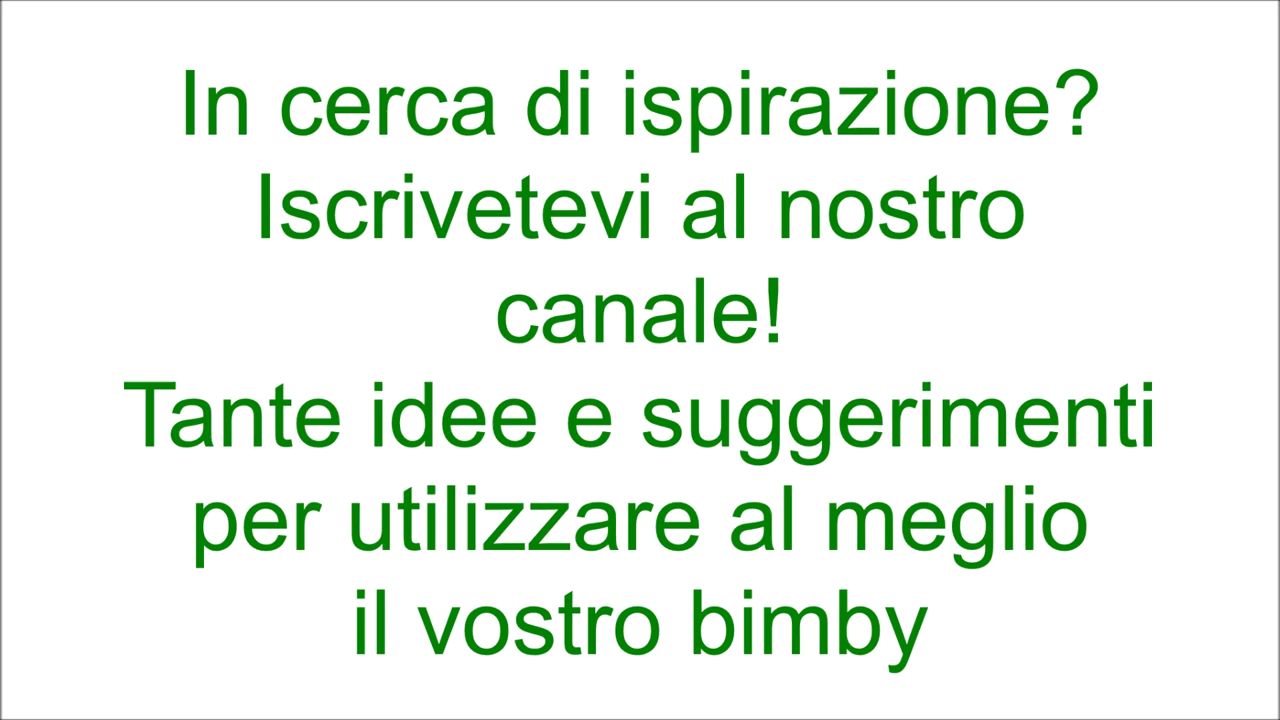 In cerca di ispirazione?
Iscrivetevi al nostro
canale!
Tante idee e suggerimenti
per utilizzare al meglio
il vostro bimby